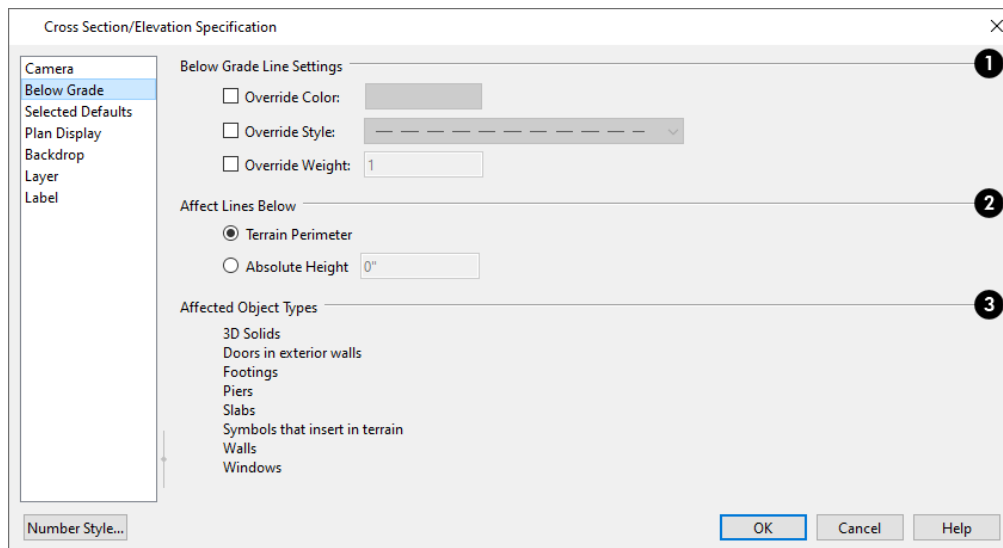 Cross Section/Elevation Specification
Camera
Below Grade
Selected Defaults
Plan Display
Backdrop
Layer
Label
Below Grade Line Settings
1
Override Color:
Override Style:
Override Weight:
1
Affect Lines Below
2
Terrain Perimeter
Absolute Height
0"
Affected Object Types
3
3D Solids
Doors in exterior walls
Footings
Piers
Slabs
Symbols that insert in terrain
Walls
Windows
Number Style...
OK
Cancel
Help